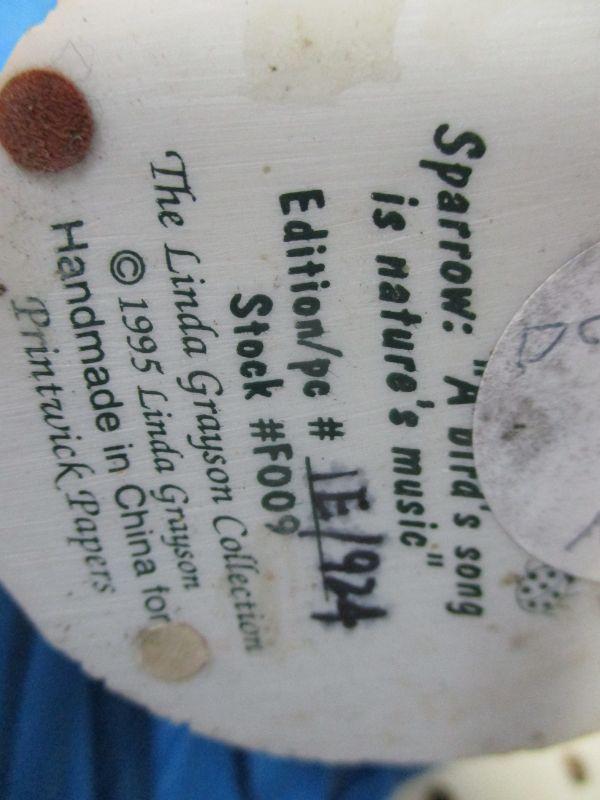 Sparrow: "A bird's song
is nature's music"
Edition/pc # 1E/924
Stock #F009
The Linda Grayson Collection
© 1995 Linda Grayson
Handmade in China for
Printwick Papers